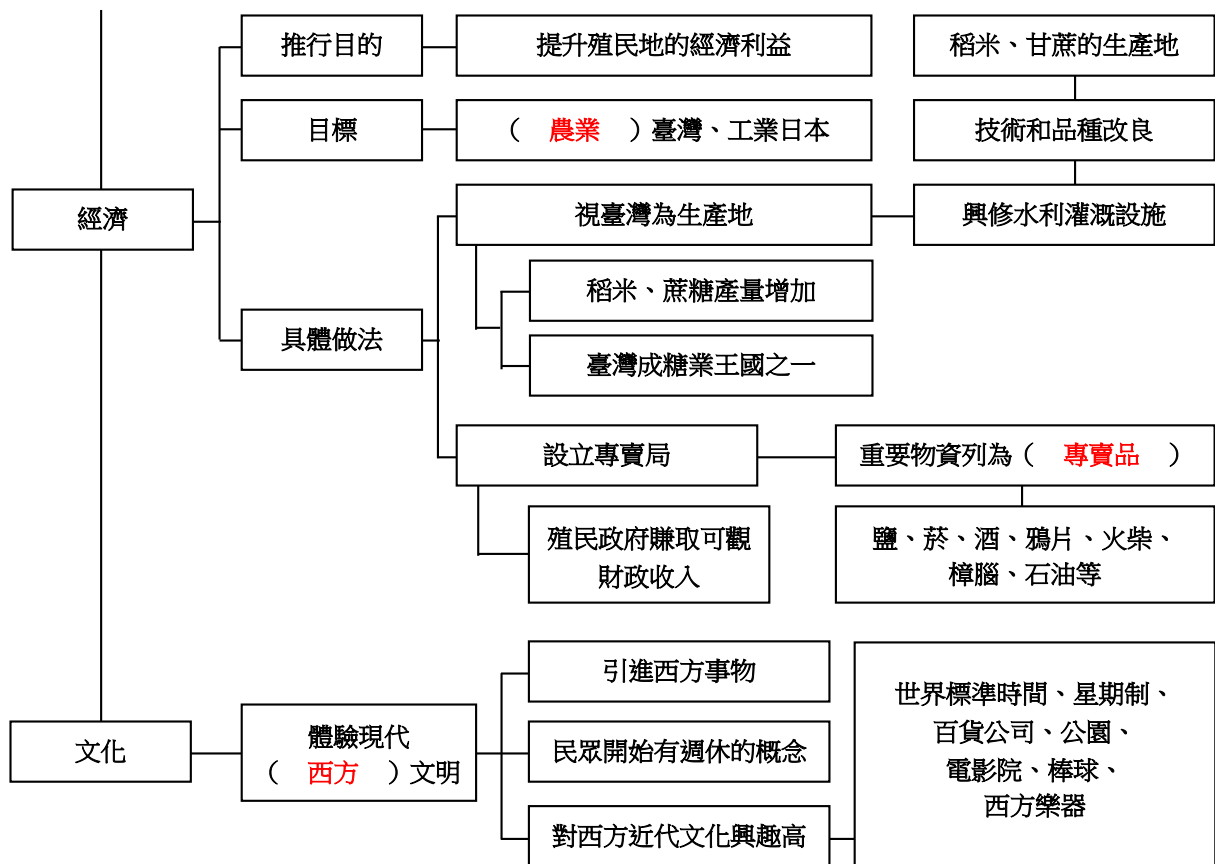 推行目的
提升殖民地的經濟利益
稻米、甘蔗的生產地
目標
（　農業　）臺灣、工業日本
技術和品種改良
經濟
視臺灣為生產地
興修水利灌溉設施
稻米、蔗糖產量增加
具體做法
臺灣成糖業王國之一
設立專賣局
重要物資列為（　專賣品　）
殖民政府賺取可觀
財政收入
鹽、菸、酒、鴉片、火柴、
樟腦、石油等
引進西方事物
世界標準時間、星期制、
百貨公司、公園、
電影院、棒球、
西方樂器
文化
體驗現代
（　西方　）文明
民眾開始有週休的概念
對西方近代文化興趣高